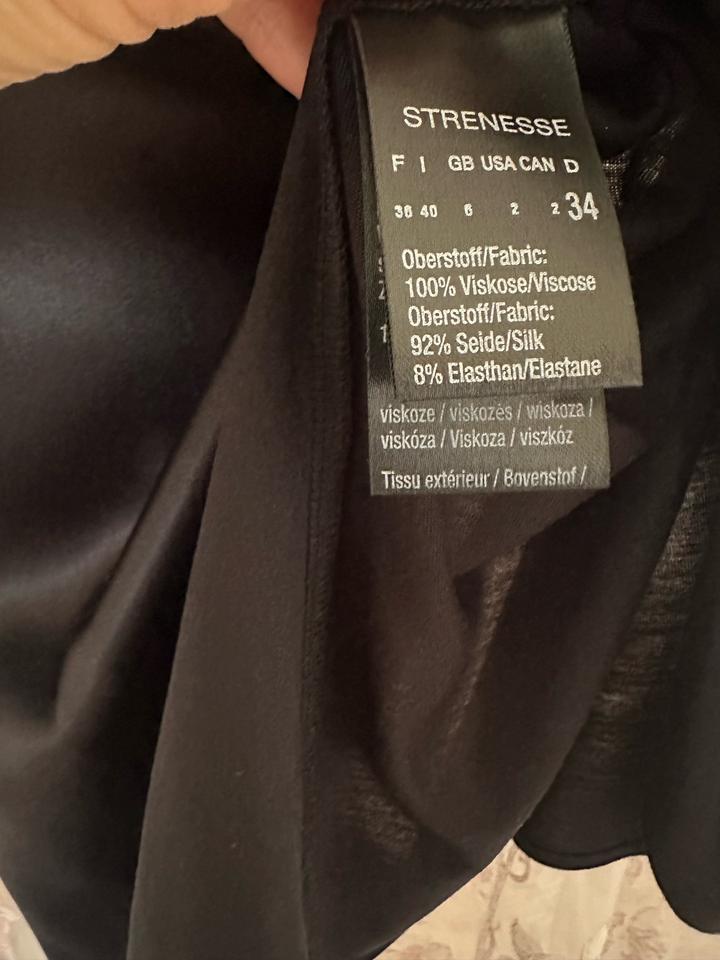 STRENESSE
F I GB USA CAN D
36 40 6 2 2 34
Oberstoff/Fabric:
100% Viskose/Viscose
Oberstoff/Fabric:
92% Seide/Silk
8% Elasthan/Elastane
viskoze / viskozės / wiskoza /
viskóza / Viskoza / viszkóz
Tissu extérieur / Bovenstof /